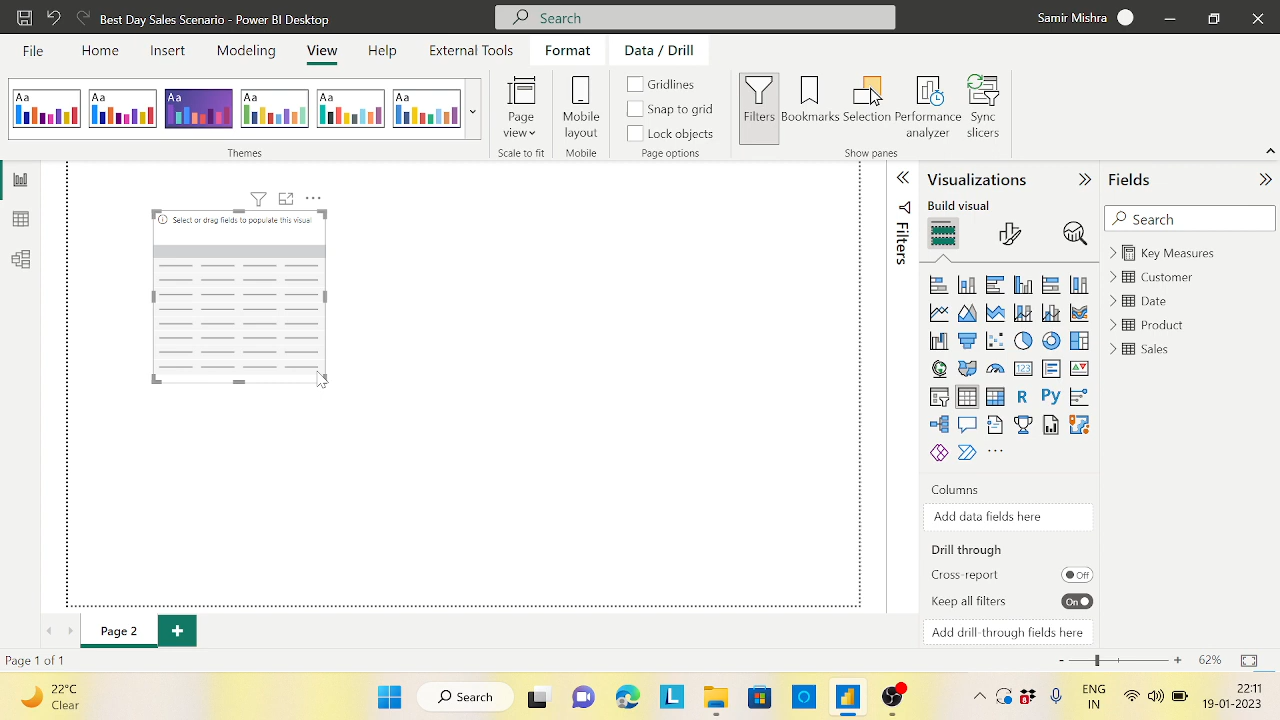 Best Day Sales Scenario - Power BI Desktop
Search
Samir Mishra
File
Home
Insert
Modeling
View
Help
External Tools
Format
Data / Drill
Aa
Aa
Aa
Aa
Aa
Aa
Themes
Page
view
Scale to fit
Mobile
layout
Mobile
Gridlines
Snap to grid
Lock objects
Page options
Filters
Bookmarks
Selection
Performance
analyzer
Sync
slicers
Show panes
Select or drag fields to populate this visual
Filters
Visualizations
Build visual
123
R
Py
Columns
Add data fields here
Drill through
Cross-report
Off
Keep all filters
On
Add drill-through fields here
Fields
Search
Key Measures
Customer
Date
Product
Sales
Page 2
Page 1 of 1
62%
22°C
Clear
Search
L
8
ENG
IN
22:11
19-01-2023